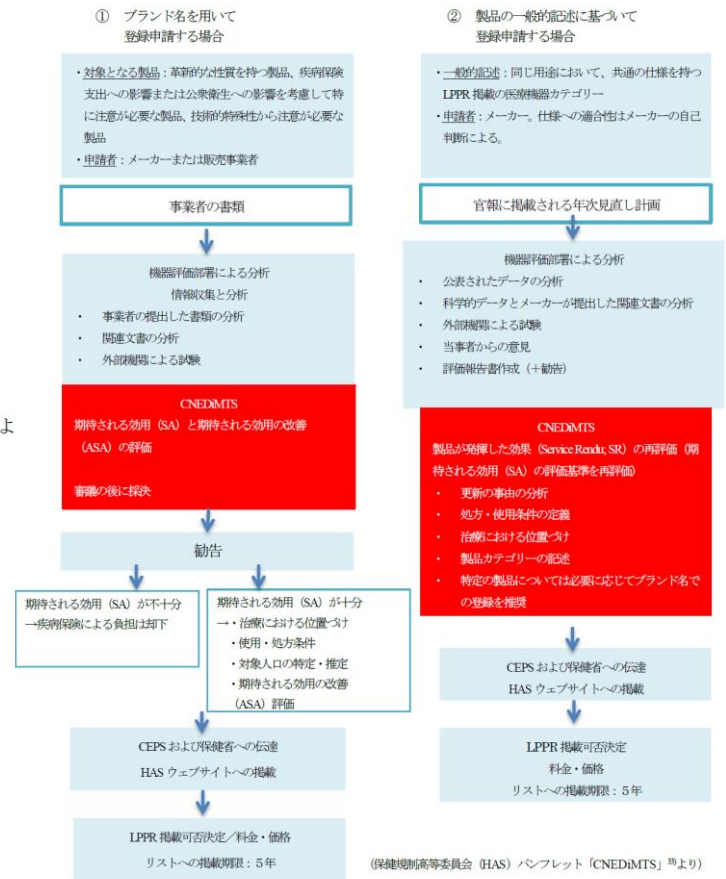 ① ブランド名を用いて
登録申請する場合
・対象となる製品：革新的な性質を持つ製品、疾病保険
支出への影響または公衆衛生への影響を考慮して特
に注意が必要な製品、技術的特殊性から注意が必要な
製品
・申請者：メーカーまたは販売事業者
事業者の書類
機器評価部署による分析
情報収集と分析
・ 事業者の提出した書類の分析
・ 関連文書の分析
・ 外部機関による試験
よ
CNEDiMTS
期待される効用（SA）と期待される効用の改善
（ASA）の評価
審議の後に採決
勧告
期待される効用（SA）が不十分
→疾病保険による負担は却下
期待される効用（SA）が十分
→・治療における位置づけ
・使用・処方条件
・対象人口の特定・推定
・期待される効用の改善
（ASA）評価
CEPS および保健省への伝達
HAS ウェブサイトへの掲載
LPPR 掲載可否決定／料金・価格
リストへの掲載期限：５年
② 製品の一般的記述に基づいて
登録申請する場合
・一般的記述：同じ用途において、共通の仕様を持つ
LPPR 掲載の医療機器カテゴリー
・申請者：メーカー。仕様への適合性はメーカーの自己
判断による。
官報に掲載される年次見直し計画
機器評価部署による分析
・ 公表されたデータの分析
・ 科学的データとメーカーが提出した関連文書の分析
・ 外部機関による試験
・ 当事者からの意見
・ 評価報告書作成（＋勧告）
CNEDiMTS
製品が発揮した効果（Service Rendu; SR）の再評価（期
待される効用（SA）の評価基準を再評価）
・ 更新の事由の分析
・ 処方・使用条件の定義
・ 治療における位置づけ
・ 製品カテゴリーの記述
・ 特定の製品については必要に応じてブランド名で
の登録を推奨
CEPS および保健省への伝達
HAS ウェブサイトへの掲載
LPPR 掲載可否決定
料金・価格
リストへの掲載期限：５年
（保健規制高等委員会（HAS）パンフレット「CNEDiMTS」³⁹⁾より）